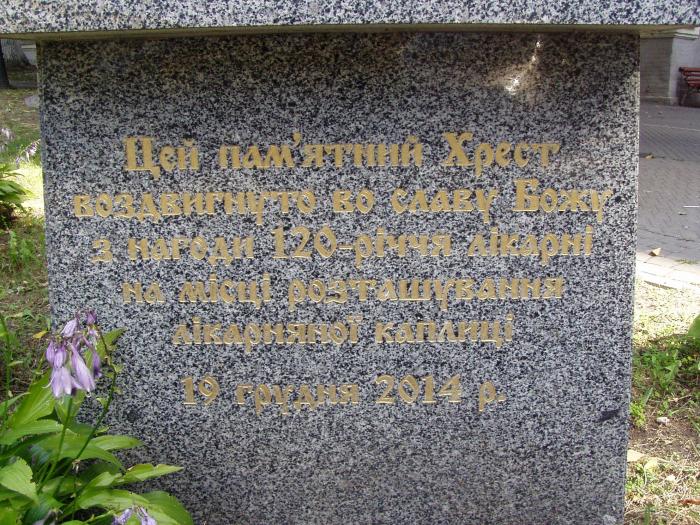 Цей пам'ятний Хрест
воздвигнуто во славу Божу
з нагоди 120-річчя лікарні
на місці розташування
лікарняної каплиці
19 грудня 2014 р.